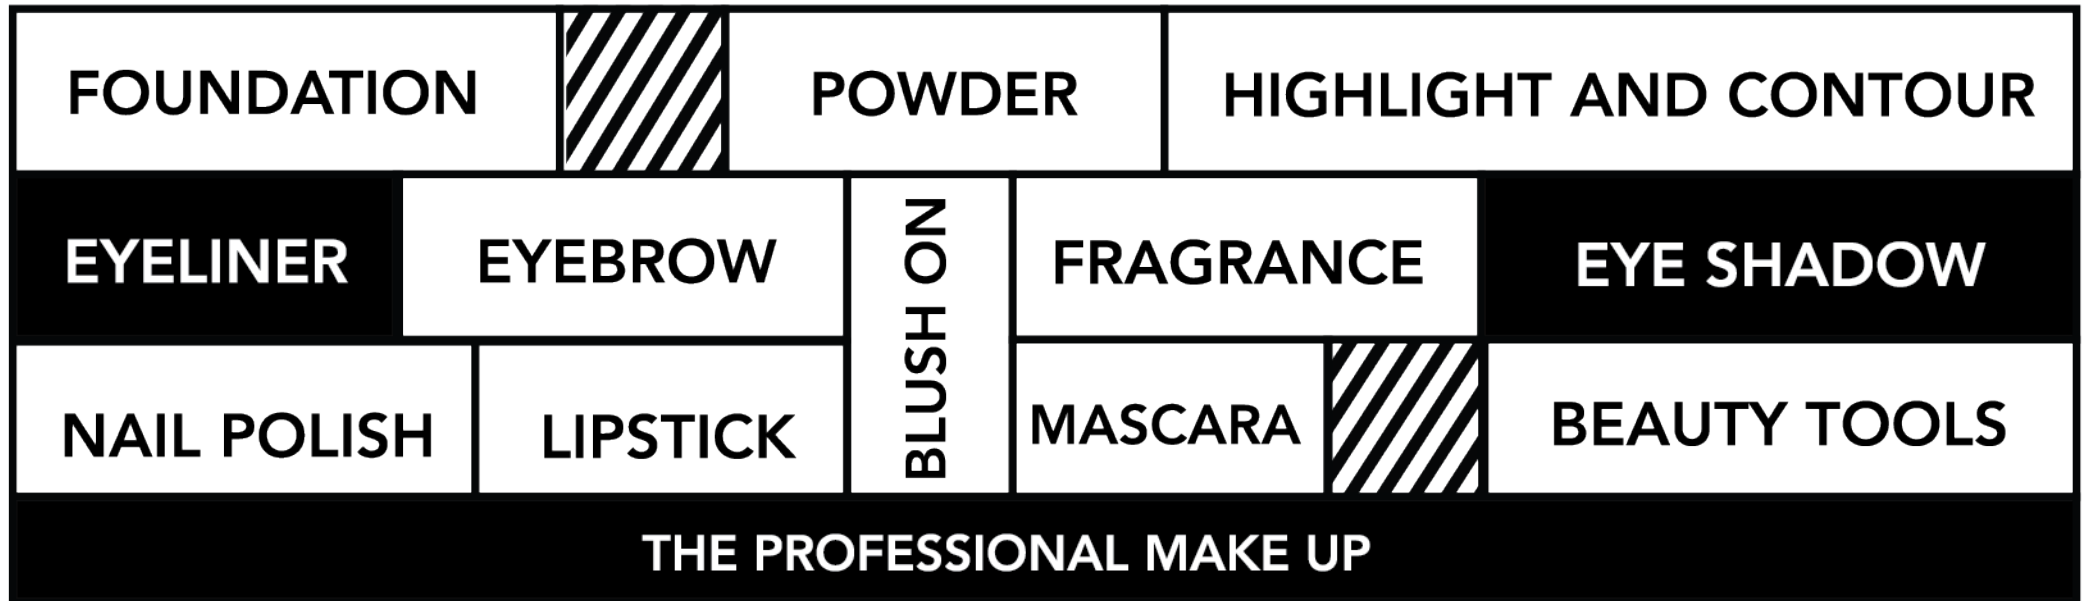 FOUNDATION
POWDER
HIGHLIGHT AND CONTOUR
EYELINER
EYEBROW
BLUSH ON
FRAGRANCE
EYE SHADOW
NAIL POLISH
LIPSTICK
MASCARA
BEAUTY TOOLS
THE PROFESSIONAL MAKE UP